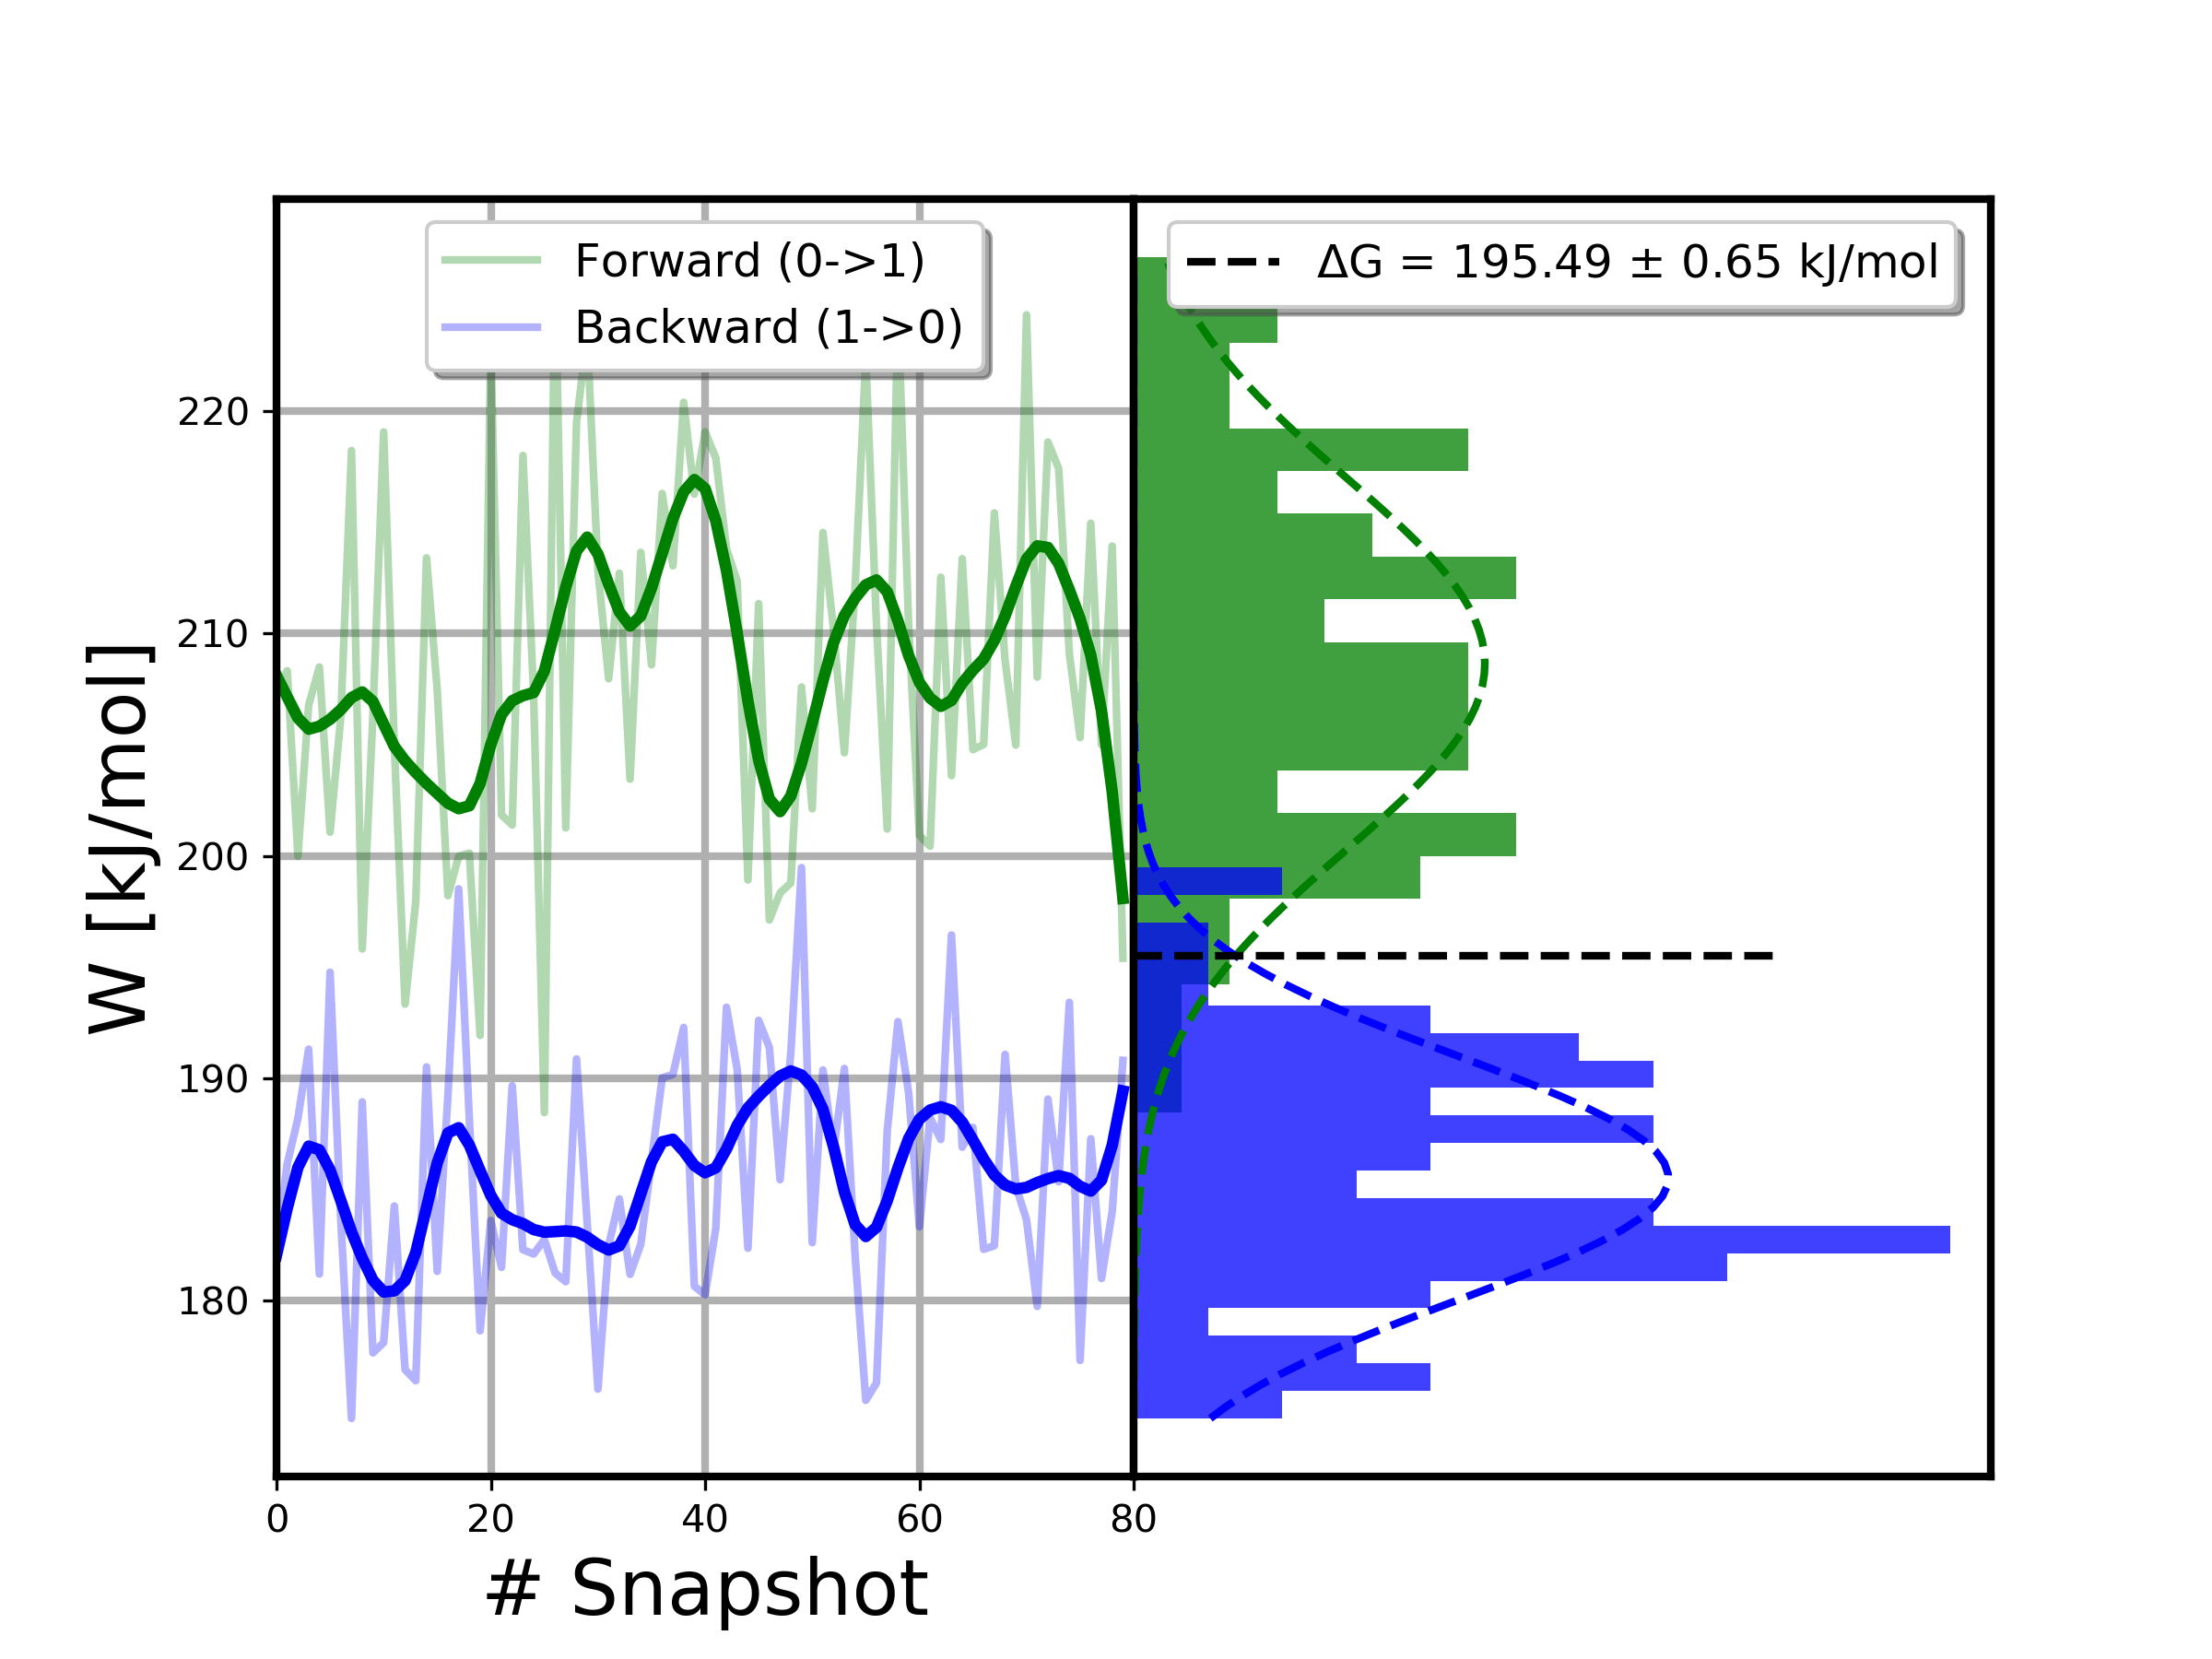 Forward (0->1)
Backward (1->0)
ΔG = 195.49 ± 0.65 kJ/mol
W [kJ/mol]
220
210
200
190
180
0 20 40 60 80
# Snapshot